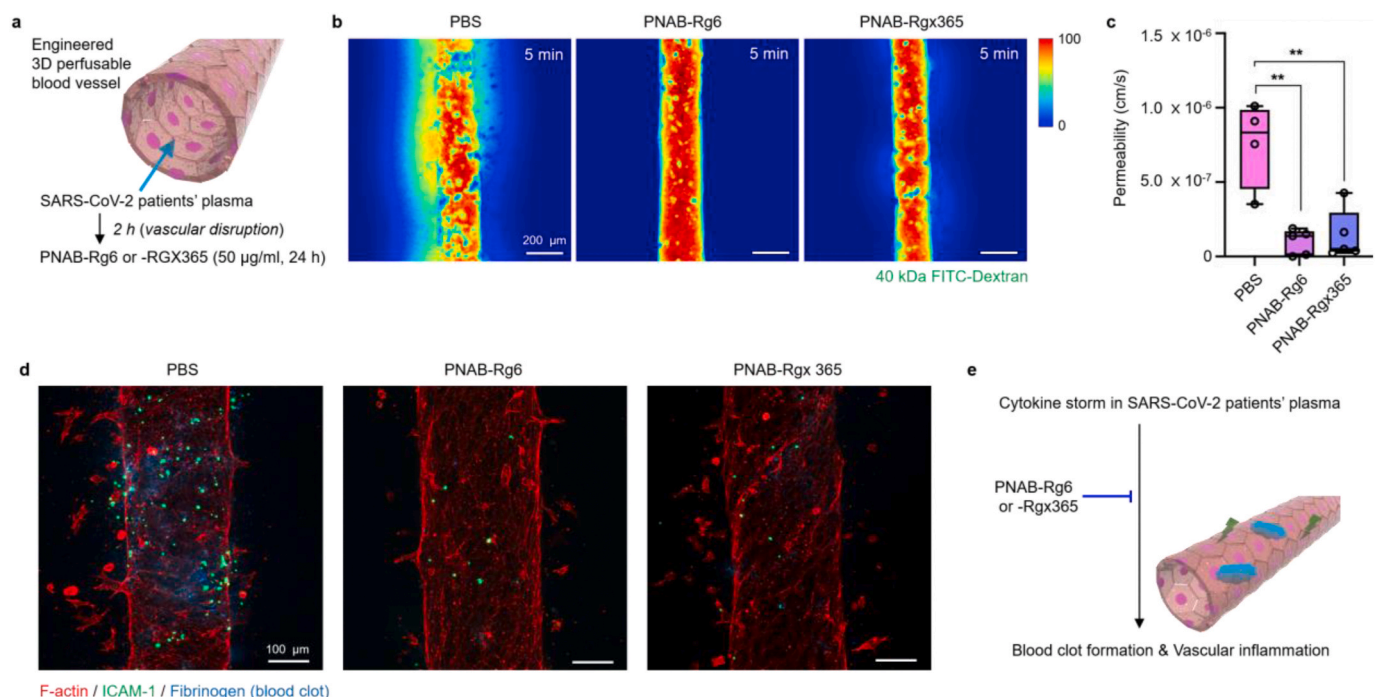 a
Engineered
3D perfusable
blood vessel
SARS-CoV-2 patients' plasma
2 h (vascular disruption)
PNAB-Rg6 or -RGX365 (50 µg/ml, 24 h)
b
PBS
PNAB-Rg6
PNAB-Rgx365
5 min
5 min
5 min
100
0
200 µm
40 kDa FITC-Dextran
c
1.5 x 10-6
1.0 x 10-6
5.0 x 10-7
0
Permeability (cm/s)
**
**
PBS
PNAB-Rg6
PNAB-Rgx365
d
PBS
PNAB-Rg6
PNAB-Rgx 365
100 µm
F-actin / ICAM-1 / Fibrinogen (blood clot)
e
Cytokine storm in SARS-CoV-2 patients' plasma
PNAB-Rg6
or -Rgx365
Blood clot formation & Vascular inflammation